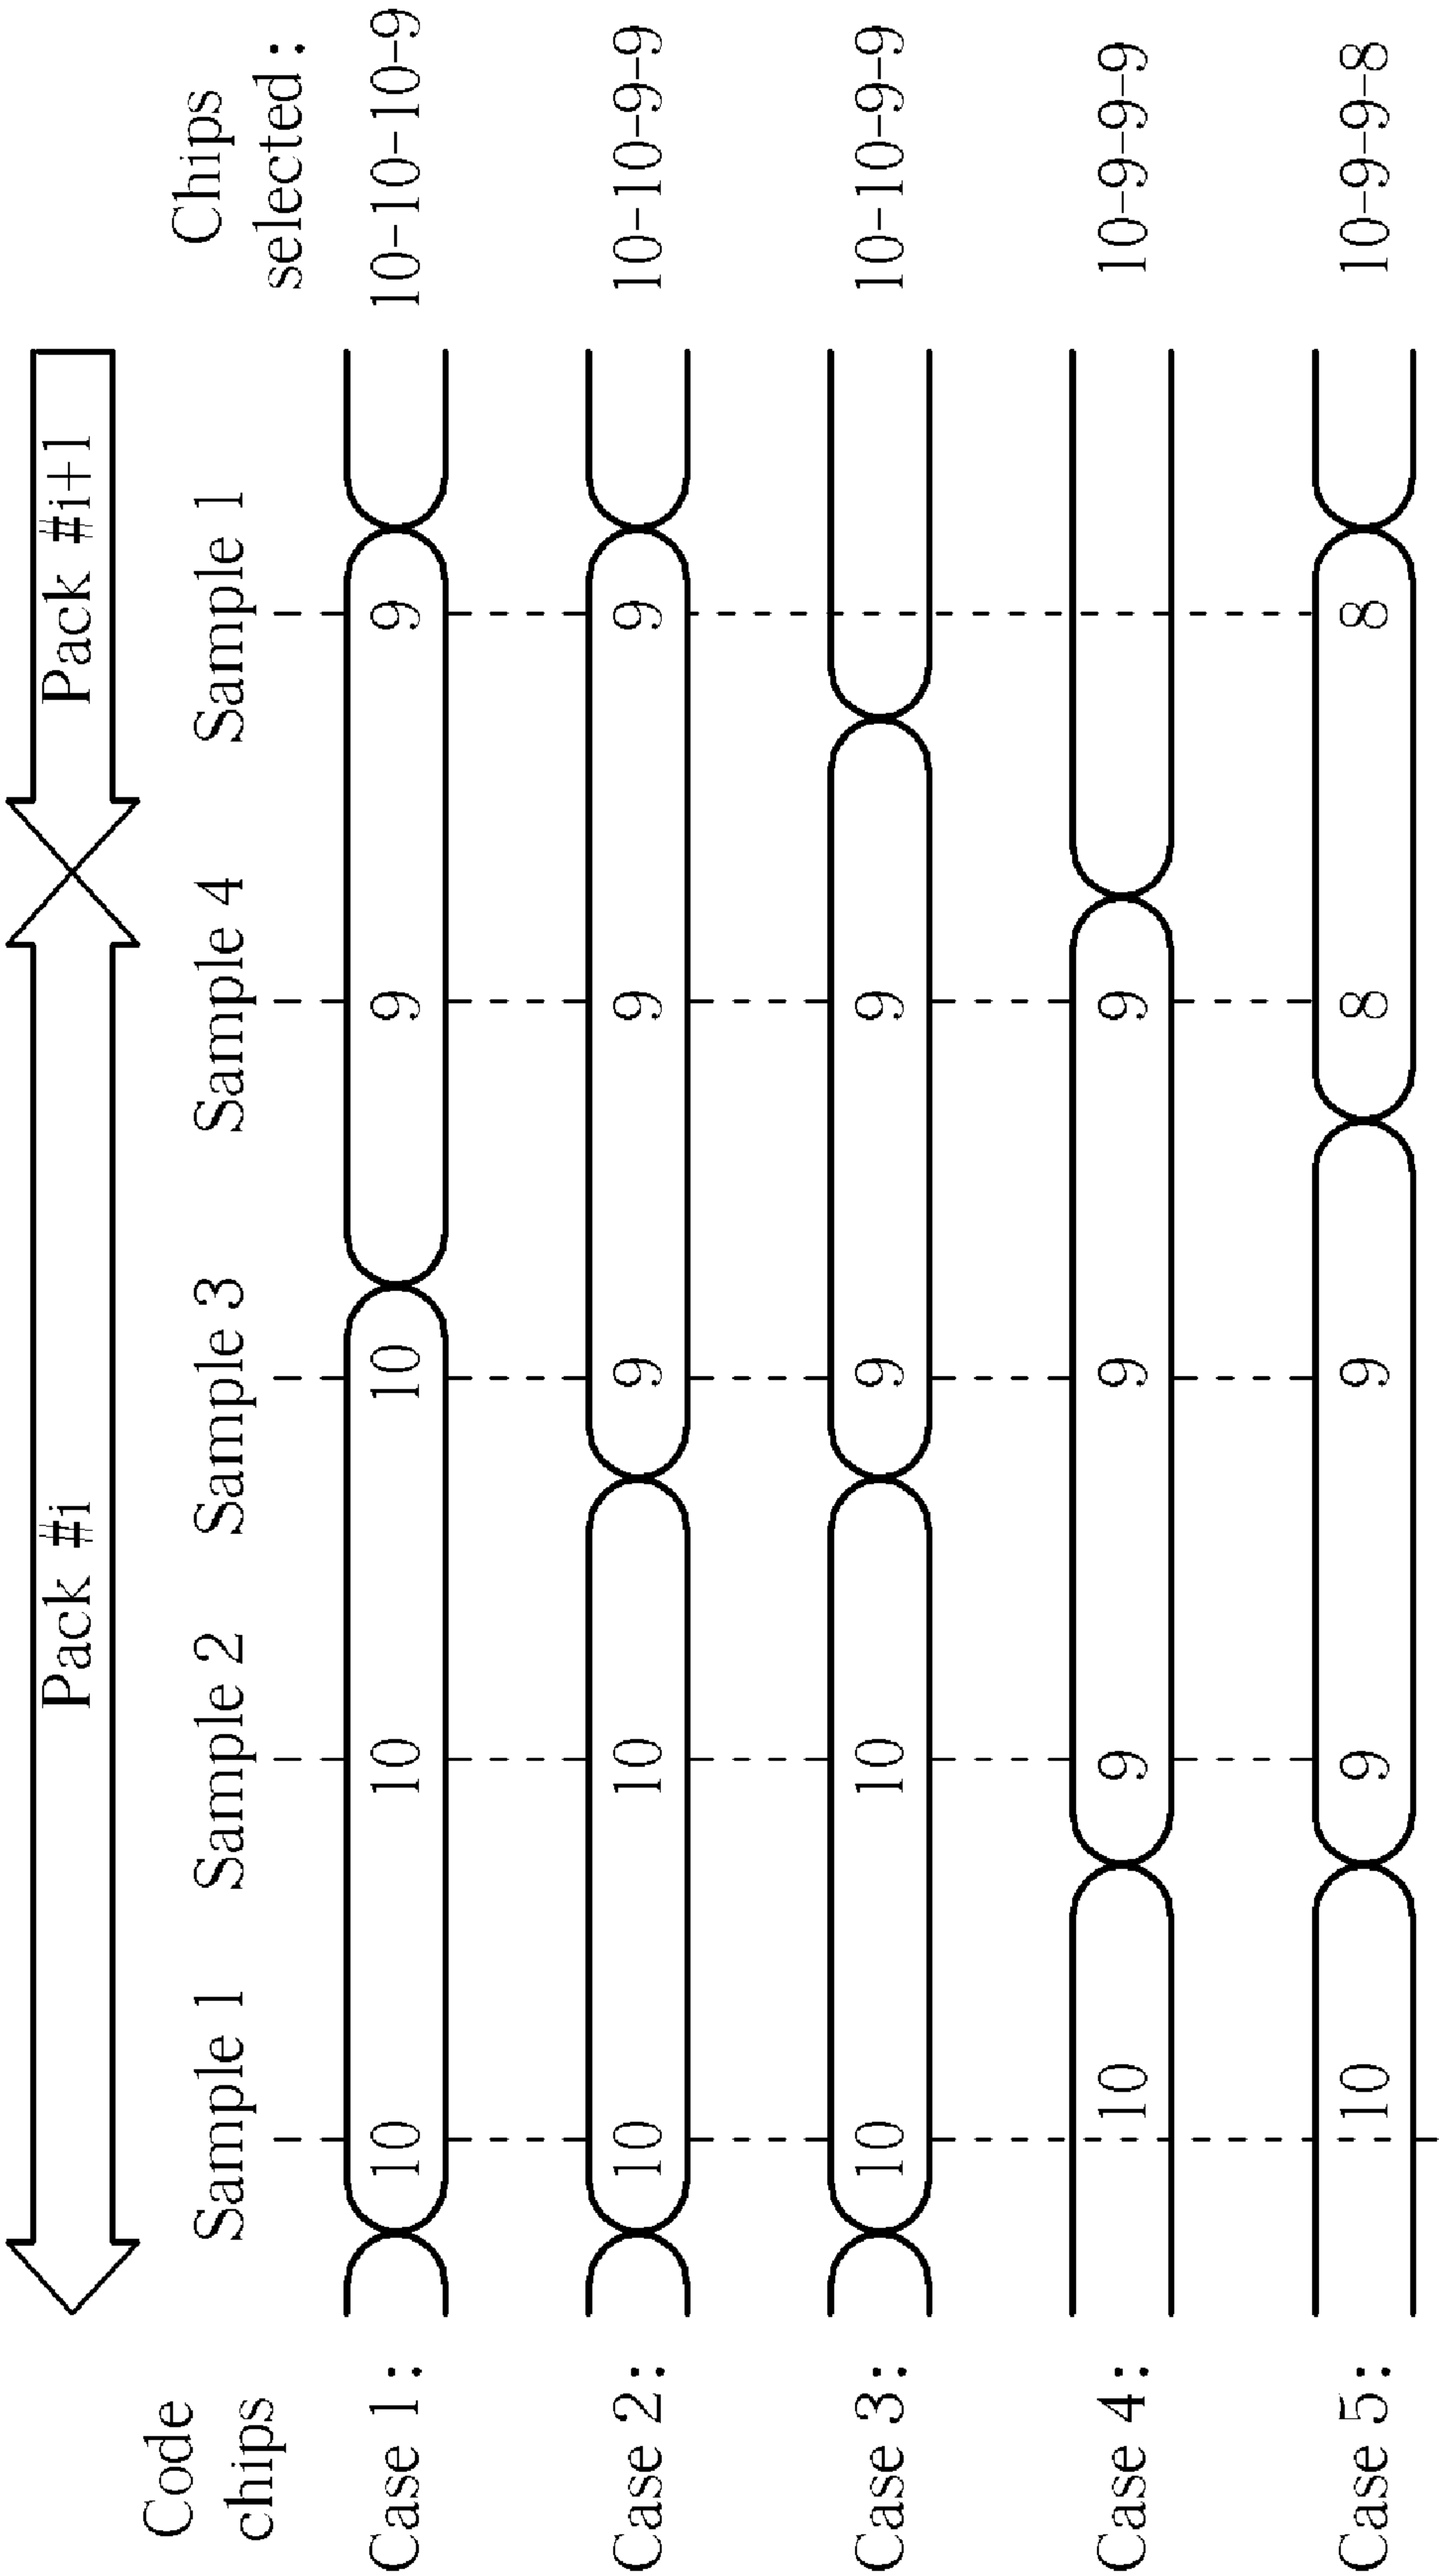 Pack #i Pack #i+1
Code chips Sample 1 Sample 2 Sample 3 Sample 4 Sample 1 Chips selected:
Case 1: 10 10 10 9 9 10-10-10-9
Case 2: 10 10 9 9 9 10-10-9-9
Case 3: 10 10 9 9 10-10-9-9
Case 4: 10 9 9 9 10-9-9-9
Case 5: 10 9 9 8 8 10-9-9-8